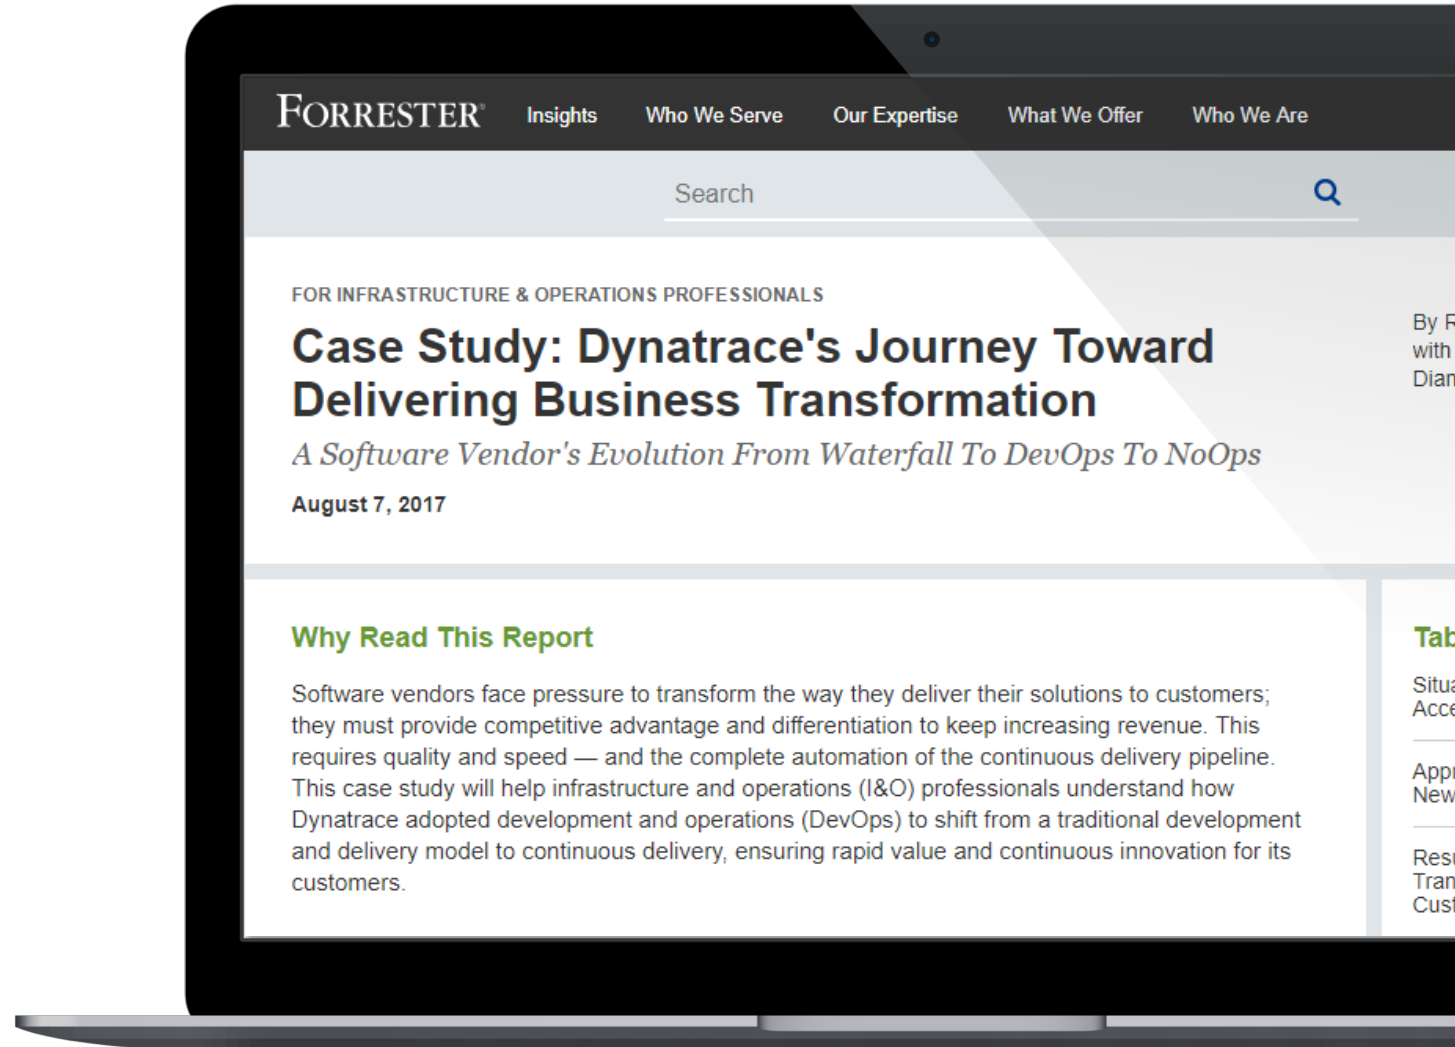 FORRESTER® Insights Who We Serve Our Expertise What We Offer Who We Are
Search
FOR INFRASTRUCTURE & OPERATIONS PROFESSIONALS
Case Study: Dynatrace's Journey Toward
Delivering Business Transformation
A Software Vendor's Evolution From Waterfall To DevOps To NoOps
August 7, 2017
By
with
Why Read This Report
Software vendors face pressure to transform the way they deliver their solutions to customers;
they must provide competitive advantage and differentiation to keep increasing revenue. This
requires quality and speed — and the complete automation of the continuous delivery pipeline.
This case study will help infrastructure and operations (I&O) professionals understand how
Dynatrace adopted development and operations (DevOps) to shift from a traditional development
and delivery model to continuous delivery, ensuring rapid value and continuous innovation for its
customers.
New